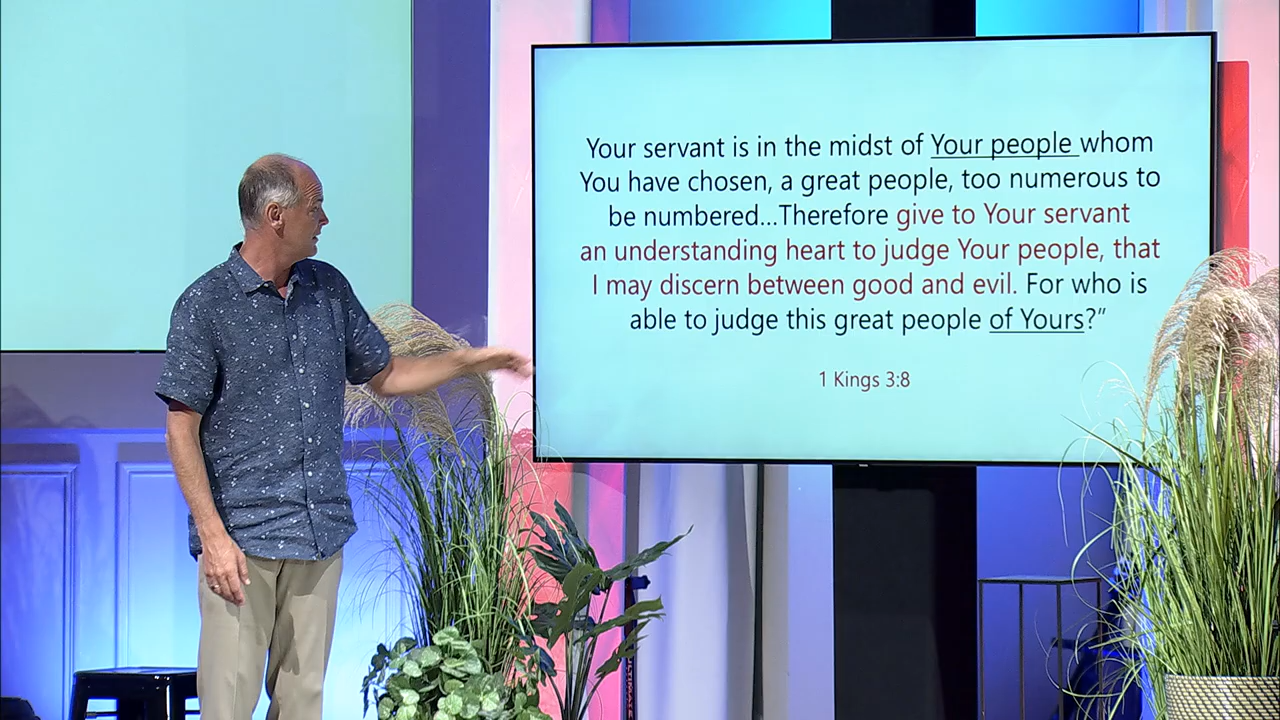 Your servant is in the midst of Your people whom
You have chosen, a great people, too numerous to
be numbered...Therefore give to Your servant
an understanding heart to judge Your people, that
I may discern between good and evil. For who is
able to judge this great people of Yours?”
1 Kings 3:8